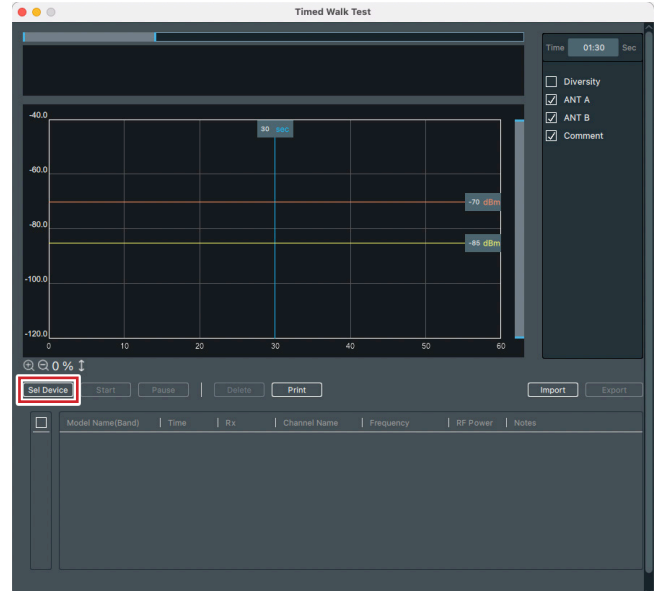 Timed Walk Test
Time 01:30 Sec
Diversity
ANT A
ANT B
Comment
-40.0
30 sec
-60.0
-70 dBm
-80.0
-85 dBm
-100.0
-120.0
0 10 20 30 40 50 60
0 %
Sel Device Start Pause Delete Print Import Export
Model Name(Band) Time Rx Channel Name Frequency RF Power Notes